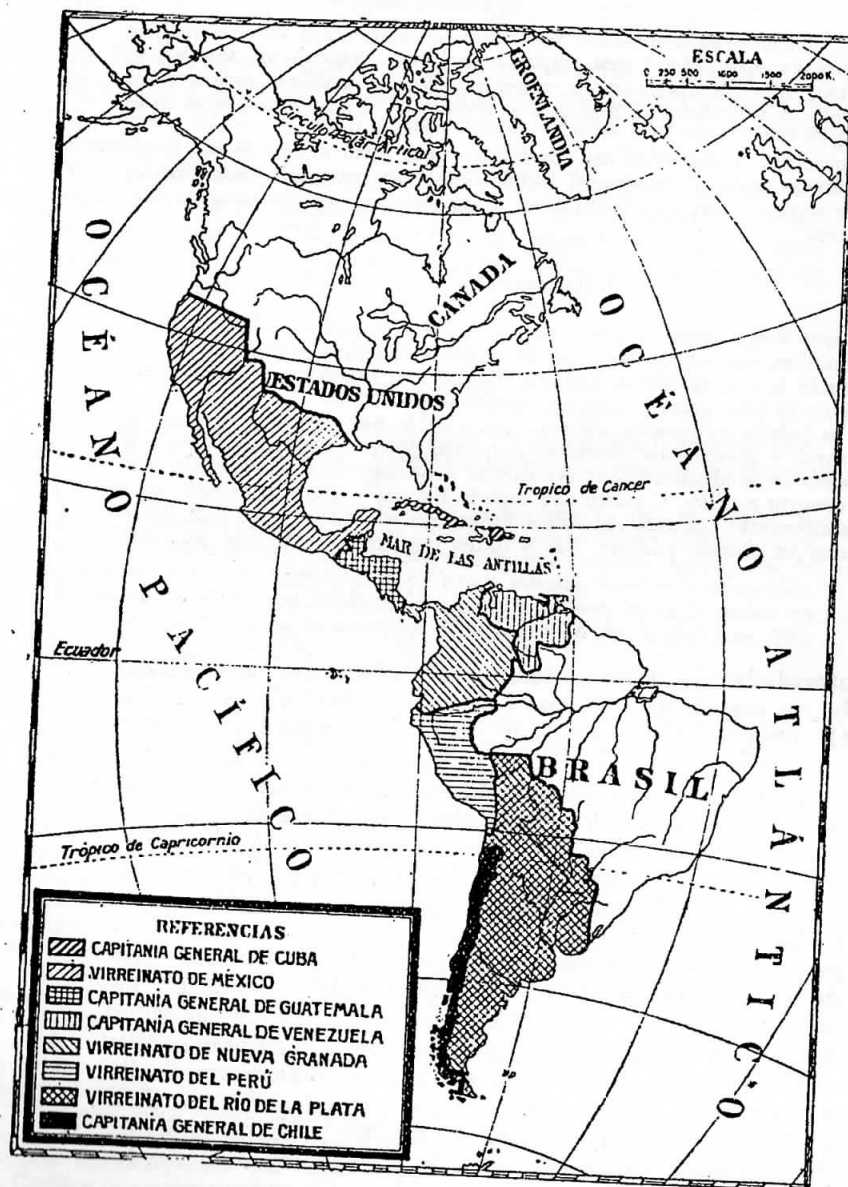 ESCALA
0 250 500 1000 1500 2000 K.
GROENLANDIA
Círculo Polar Ártico
CANADA
OCÉANO
ATLÁNTICO
OCÉANO
PACÍFICO
ESTADOS UNIDOS
Tropico de Cancer
MAR DE LAS ANTILLAS
Ecuador
BRASIL
Trópico de Capricornio
REFERENCIAS
CAPITANÍA GENERAL DE CUBA
VIRREINATO DE MÉXICO
CAPITANÍA GENERAL DE GUATEMALA
CAPITANÍA GENERAL DE VENEZUELA
VIRREINATO DE NUEVA GRANADA
VIRREINATO DEL PERÚ
VIRREINATO DEL RÍO DE LA PLATA
CAPITANÍA GENERAL DE CHILE